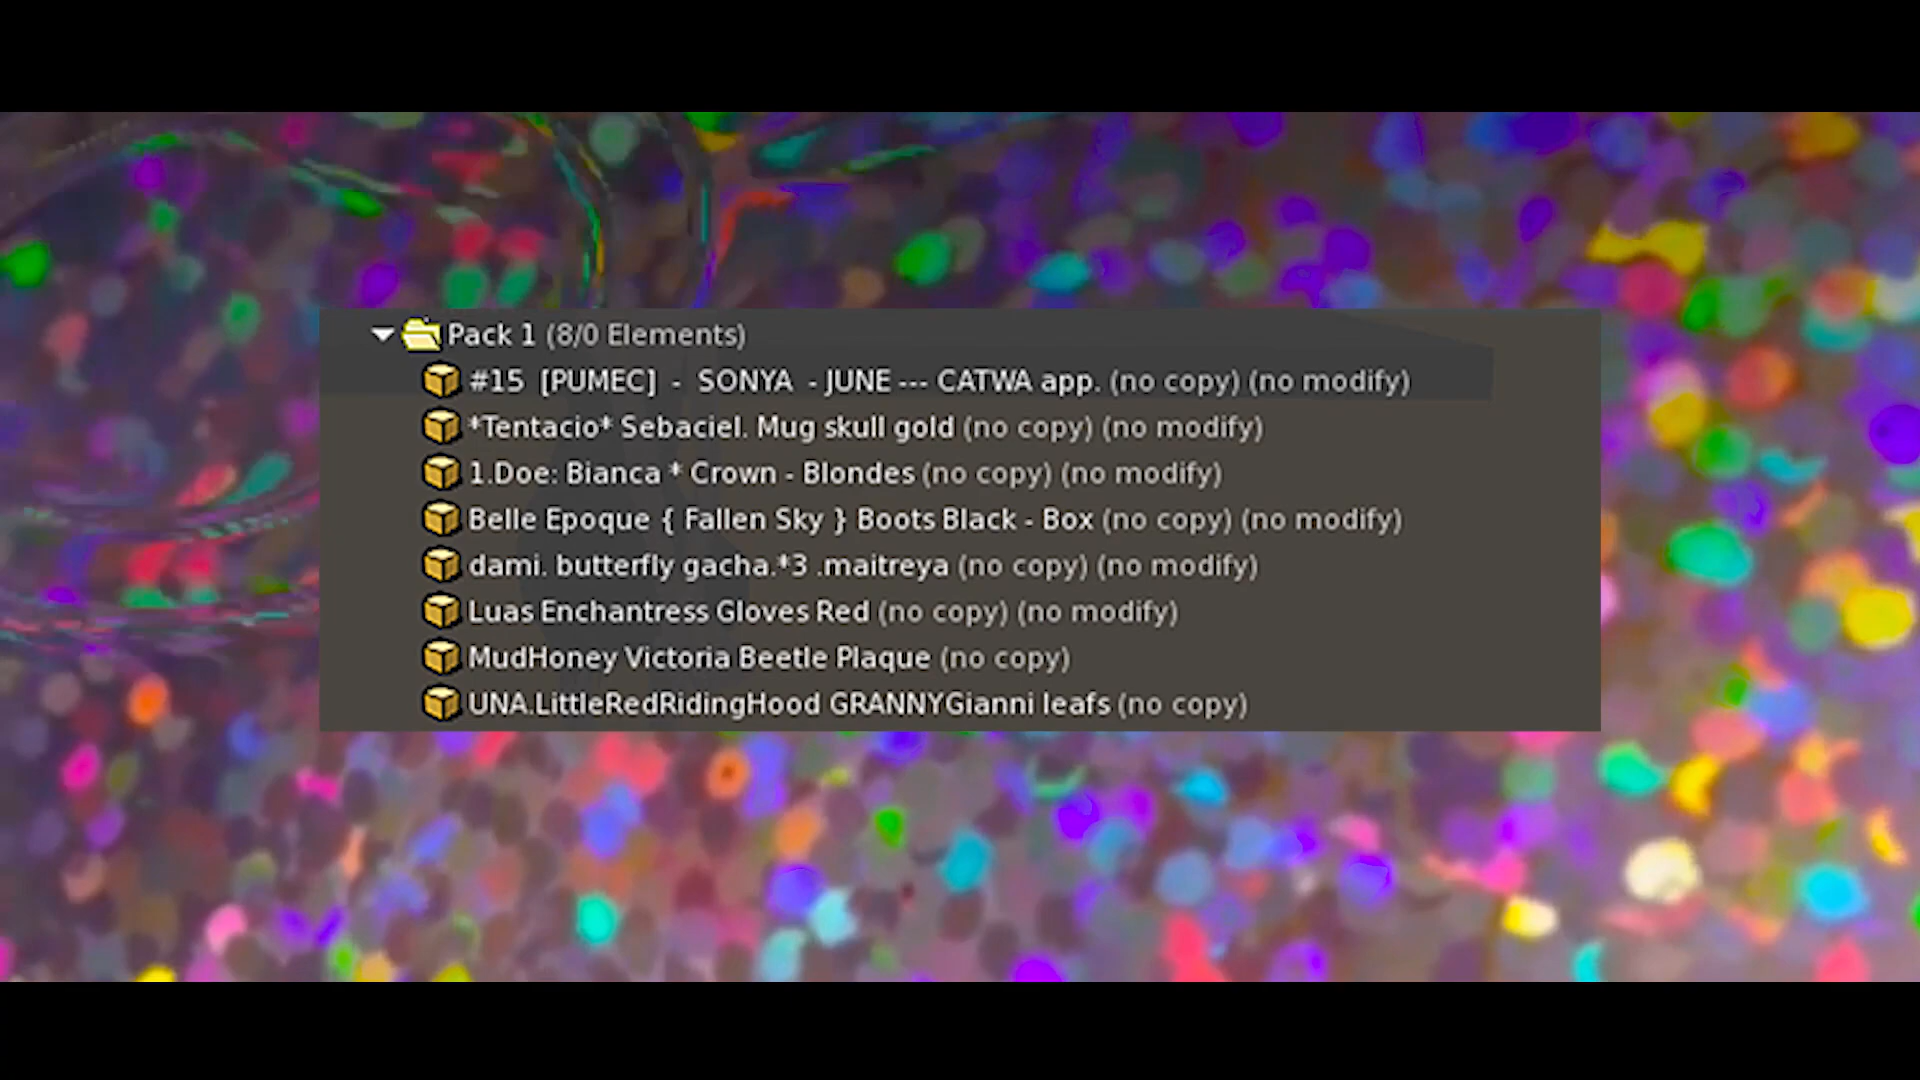 Pack 1 (8/0 Elements)
#15 [PUMEC] - SONYA - JUNE --- CATWA app. (no copy) (no modify)
*Tentacio* Sebaciel. Mug skull gold (no copy) (no modify)
1.Doe: Bianca * Crown - Blondes (no copy) (no modify)
Belle Epoque { Fallen Sky } Boots Black - Box (no copy) (no modify)
dami. butterfly gacha.*3 .maitreya (no copy) (no modify)
Luas Enchantress Gloves Red (no copy) (no modify)
MudHoney Victoria Beetle Plaque (no copy)
UNA.LittleRedRidingHood GRANNYGianni leafs (no copy)